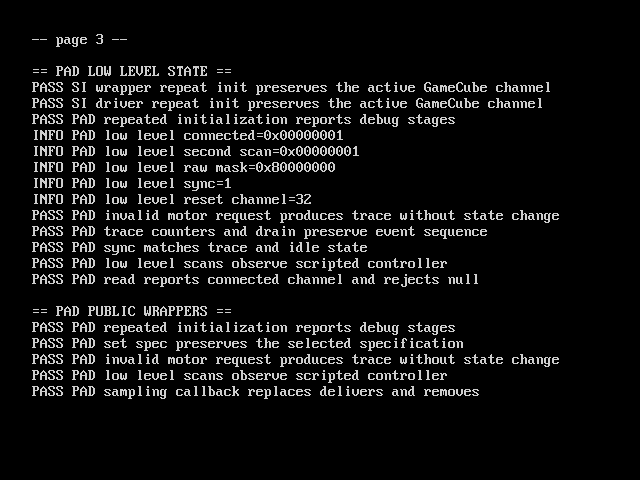 -- page 3 --
== PAD LOW LEVEL STATE ==
PASS SI wrapper repeat init preserves the active GameCube channel
PASS SI driver repeat init preserves the active GameCube channel
PASS PAD repeated initialization reports debug stages
INFO PAD low level connected=0x00000001
INFO PAD low level second scan=0x00000001
INFO PAD low level raw mask=0x80000000
INFO PAD low level sync=1
INFO PAD low level reset channel=32
PASS PAD invalid motor request produces trace without state change
PASS PAD trace counters and drain preserve event sequence
PASS PAD sync matches trace and idle state
PASS PAD low level scans observe scripted controller
PASS PAD read reports connected channel and rejects null
== PAD PUBLIC WRAPPERS ==
PASS PAD repeated initialization reports debug stages
PASS PAD set spec preserves the selected specification
PASS PAD invalid motor request produces trace without state change
PASS PAD low level scans observe scripted controller
PASS PAD sampling callback replaces delivers and removes